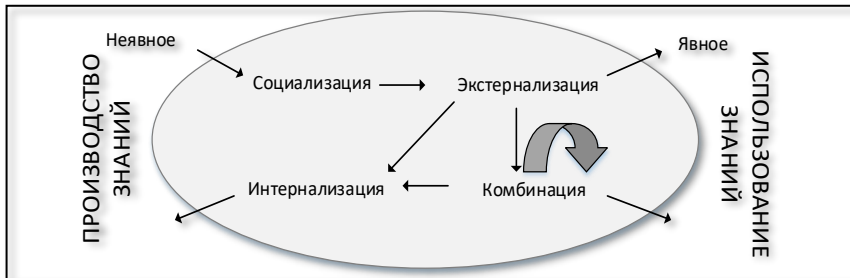 Неявное
Явное
Социализация
Экстернализация
Интернализация
Комбинация
ПРОИЗВОДСТВО
ЗНАНИЙ
ИСПОЛЬЗОВАНИЕ
ЗНАНИЙ